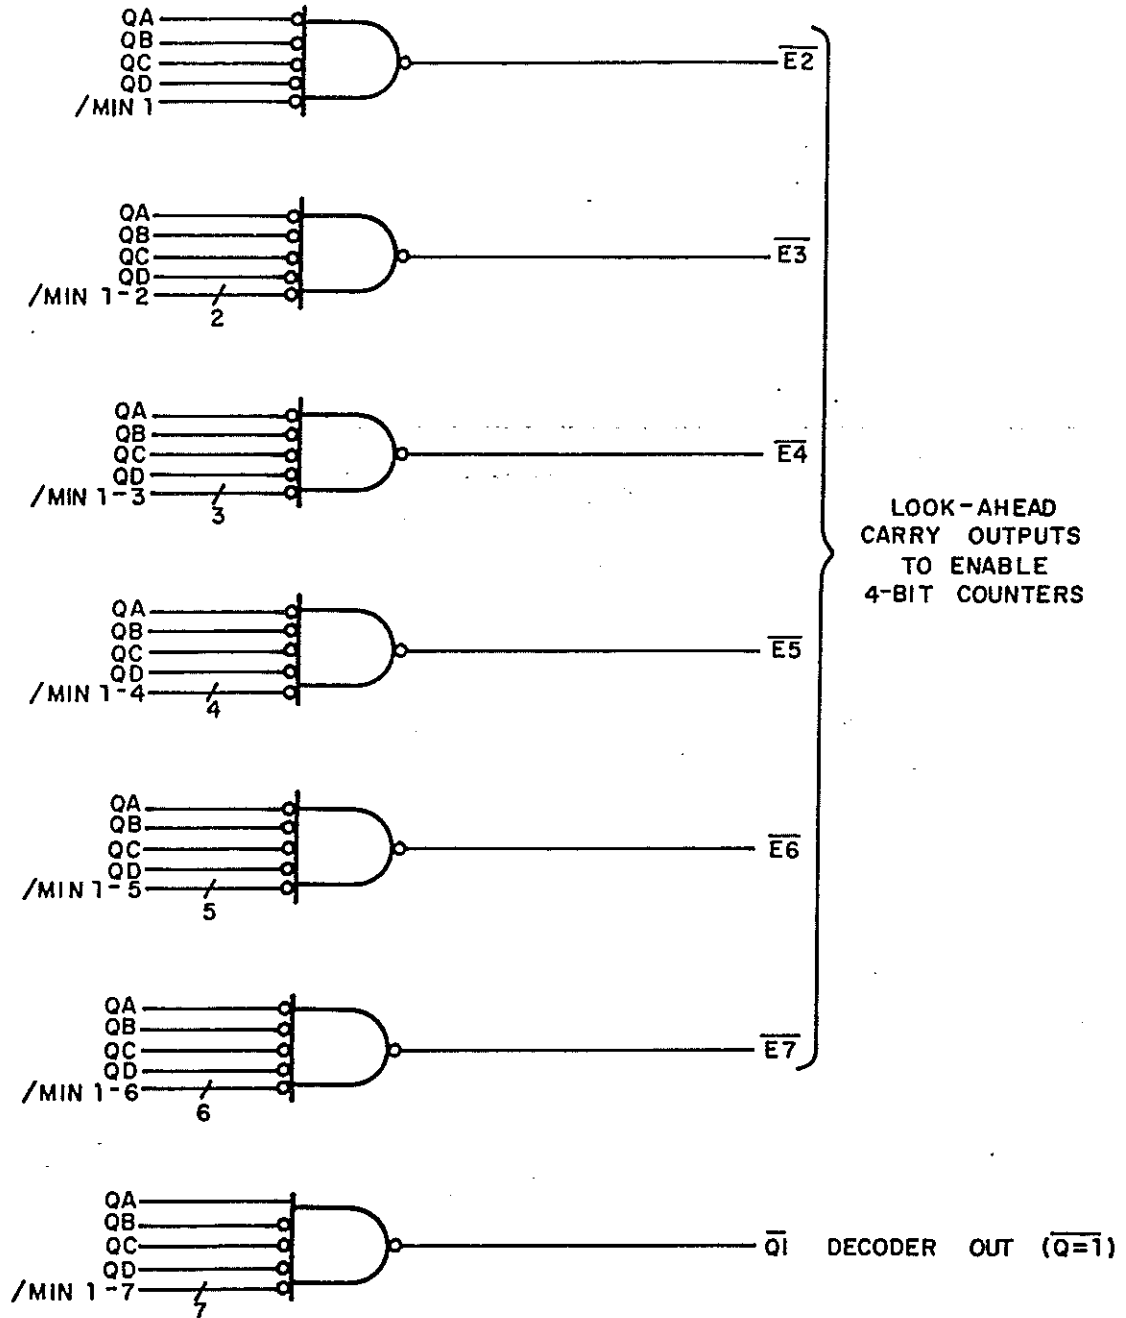 QA
QB
QC
QD
/MIN 1
E2
QA
QB
QC
QD
/MIN 1-2
2
E3
QA
QB
QC
QD
/MIN 1-3
3
E4
LOOK-AHEAD
CARRY OUTPUTS
TO ENABLE
4-BIT COUNTERS
QA
QB
QC
QD
/MIN 1-4
4
E5
QA
QB
QC
QD
/MIN 1-5
5
E6
QA
QB
QC
QD
/MIN 1-6
6
E7
QA
QB
QC
QD
/MIN 1-7
7
Q1 DECODER OUT (Q=1)